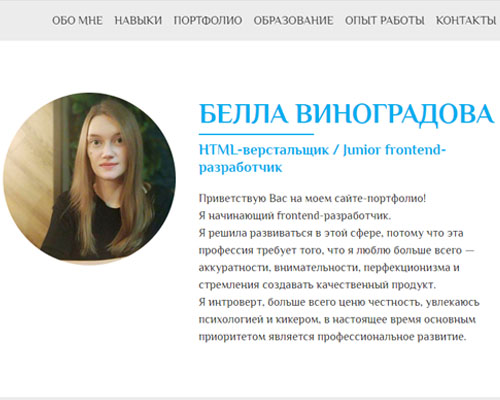 ОБО МНЕ НАВЫКИ ПОРТФОЛИО ОБРАЗОВАНИЕ ОПЫТ РАБОТЫ КОНТАКТЫ
БЕЛЛА ВИНОГРАДОВА
HTML-верстальщик / Junior frontend-
разработчик
Приветствую Вас на моем сайте-портфолио!
Я начинающий frontend-разработчик.
Я решила развиваться в этой сфере, потому что эта
профессия требует того, что я люблю больше всего —
аккуратности, внимательности, перфекционизма и
стремления создавать качественный продукт.
Я интроверт, больше всего ценю честность, увлекаюсь
психологией и кикером, в настоящее время основным
приоритетом является профессиональное развитие.